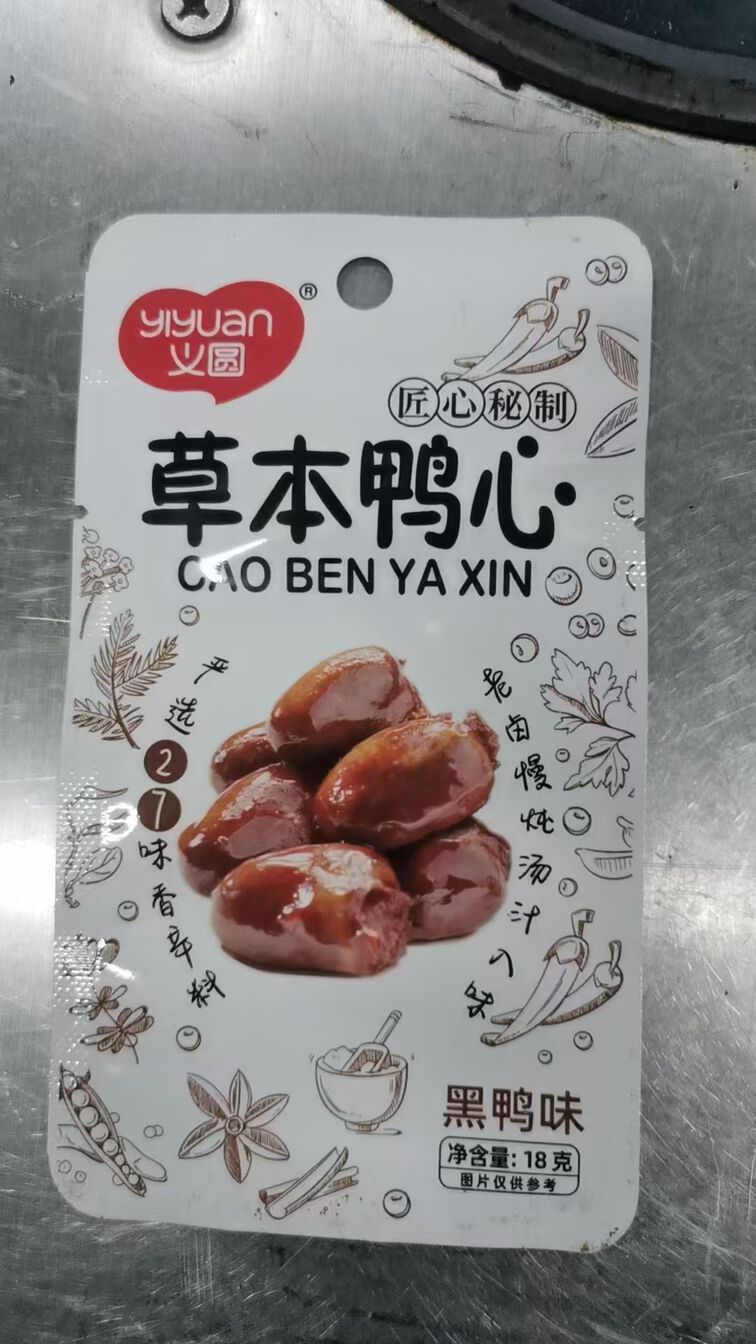 yiyuan
义圆
®
匠心秘制
草本鸭心
CAO BEN YA XIN
严选27味香辛料
老卤慢炖汤汁入味
黑鸭味
净含量: 18克
图片仅供参考